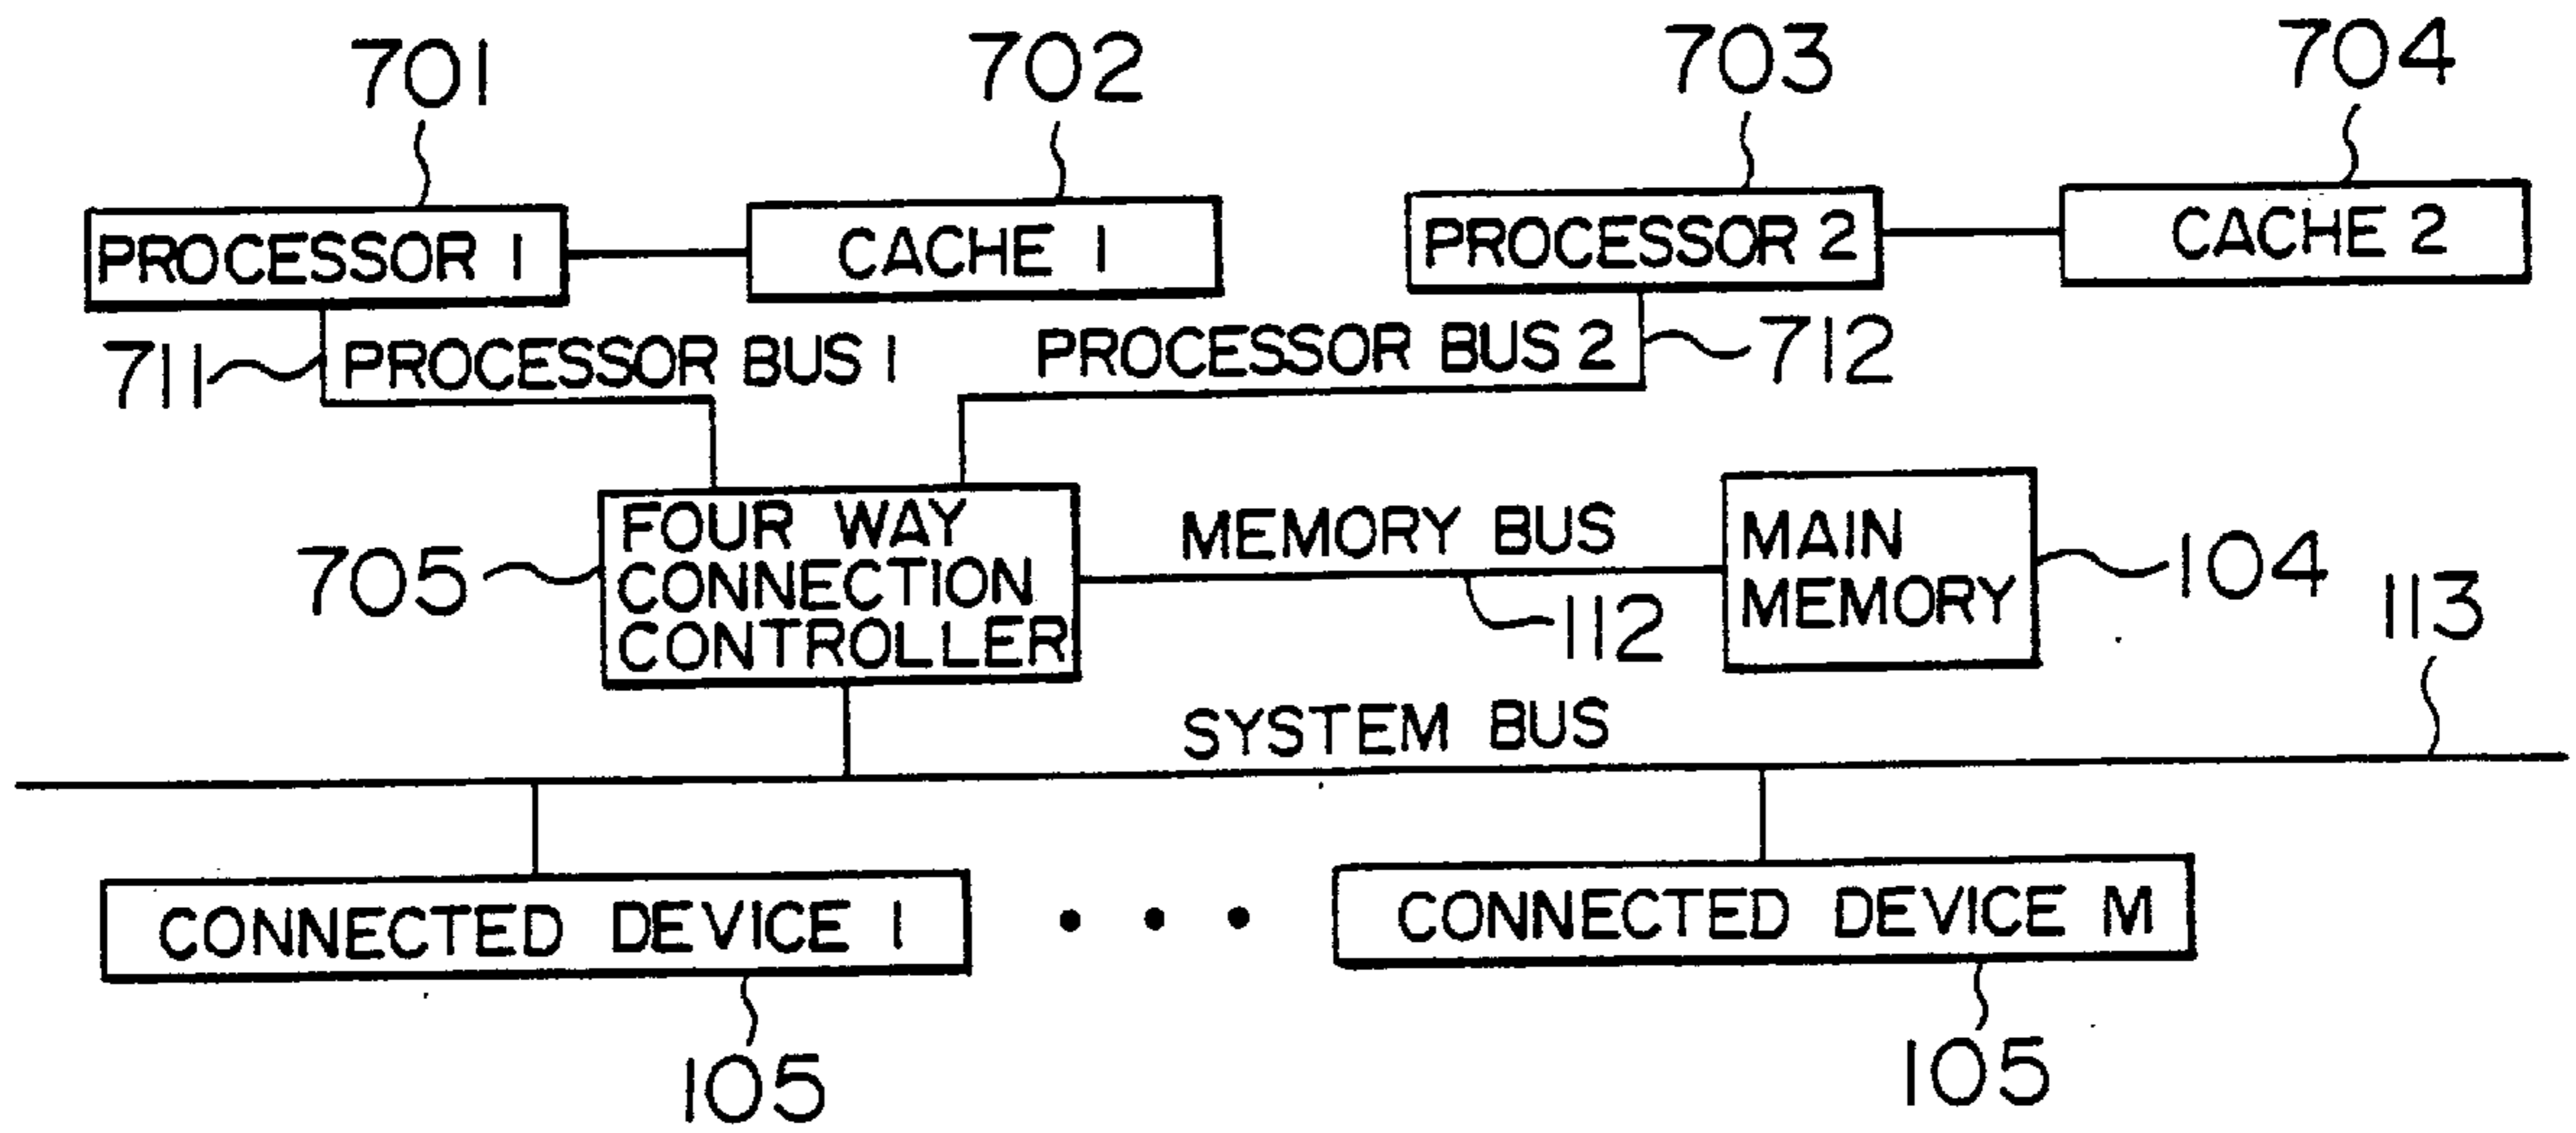 701
702
703
704
PROCESSOR 1
CACHE 1
PROCESSOR 2
CACHE 2
711
PROCESSOR BUS 1
PROCESSOR BUS 2
712
705
FOUR WAY
CONNECTION
CONTROLLER
MEMORY BUS
112
MAIN
MEMORY
104
113
SYSTEM BUS
CONNECTED DEVICE 1
• • •
CONNECTED DEVICE M
105
105